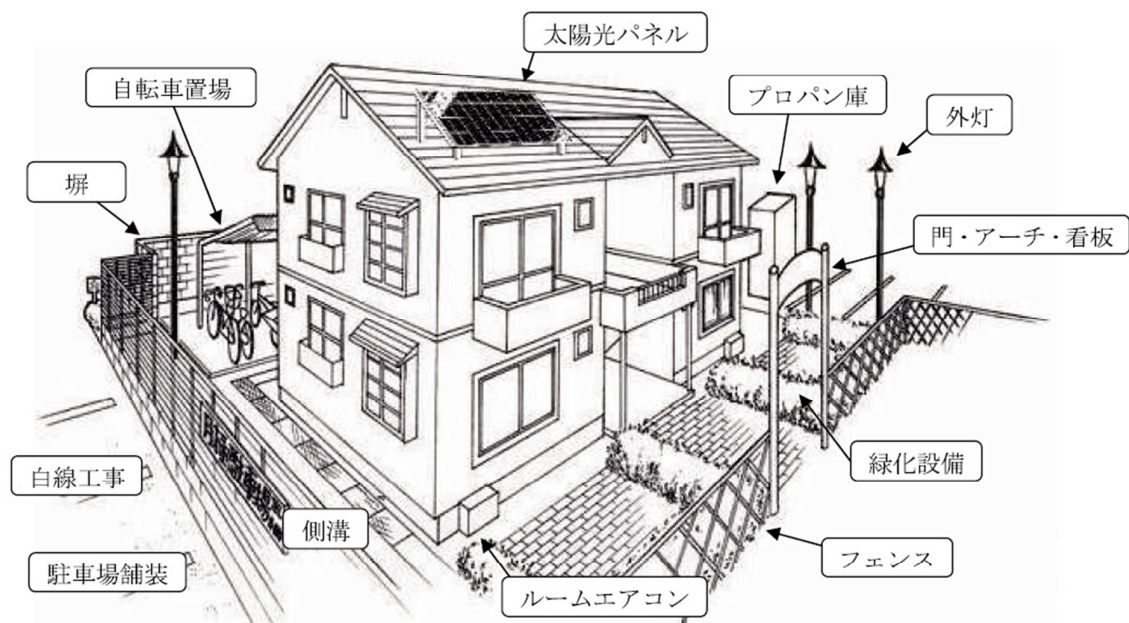 太陽光パネル
自転車置場
プロパン庫
外灯
塀
門・アーチ・看板
白線工事
緑化設備
側溝
フェンス
駐車場舗装
ルームエアコン